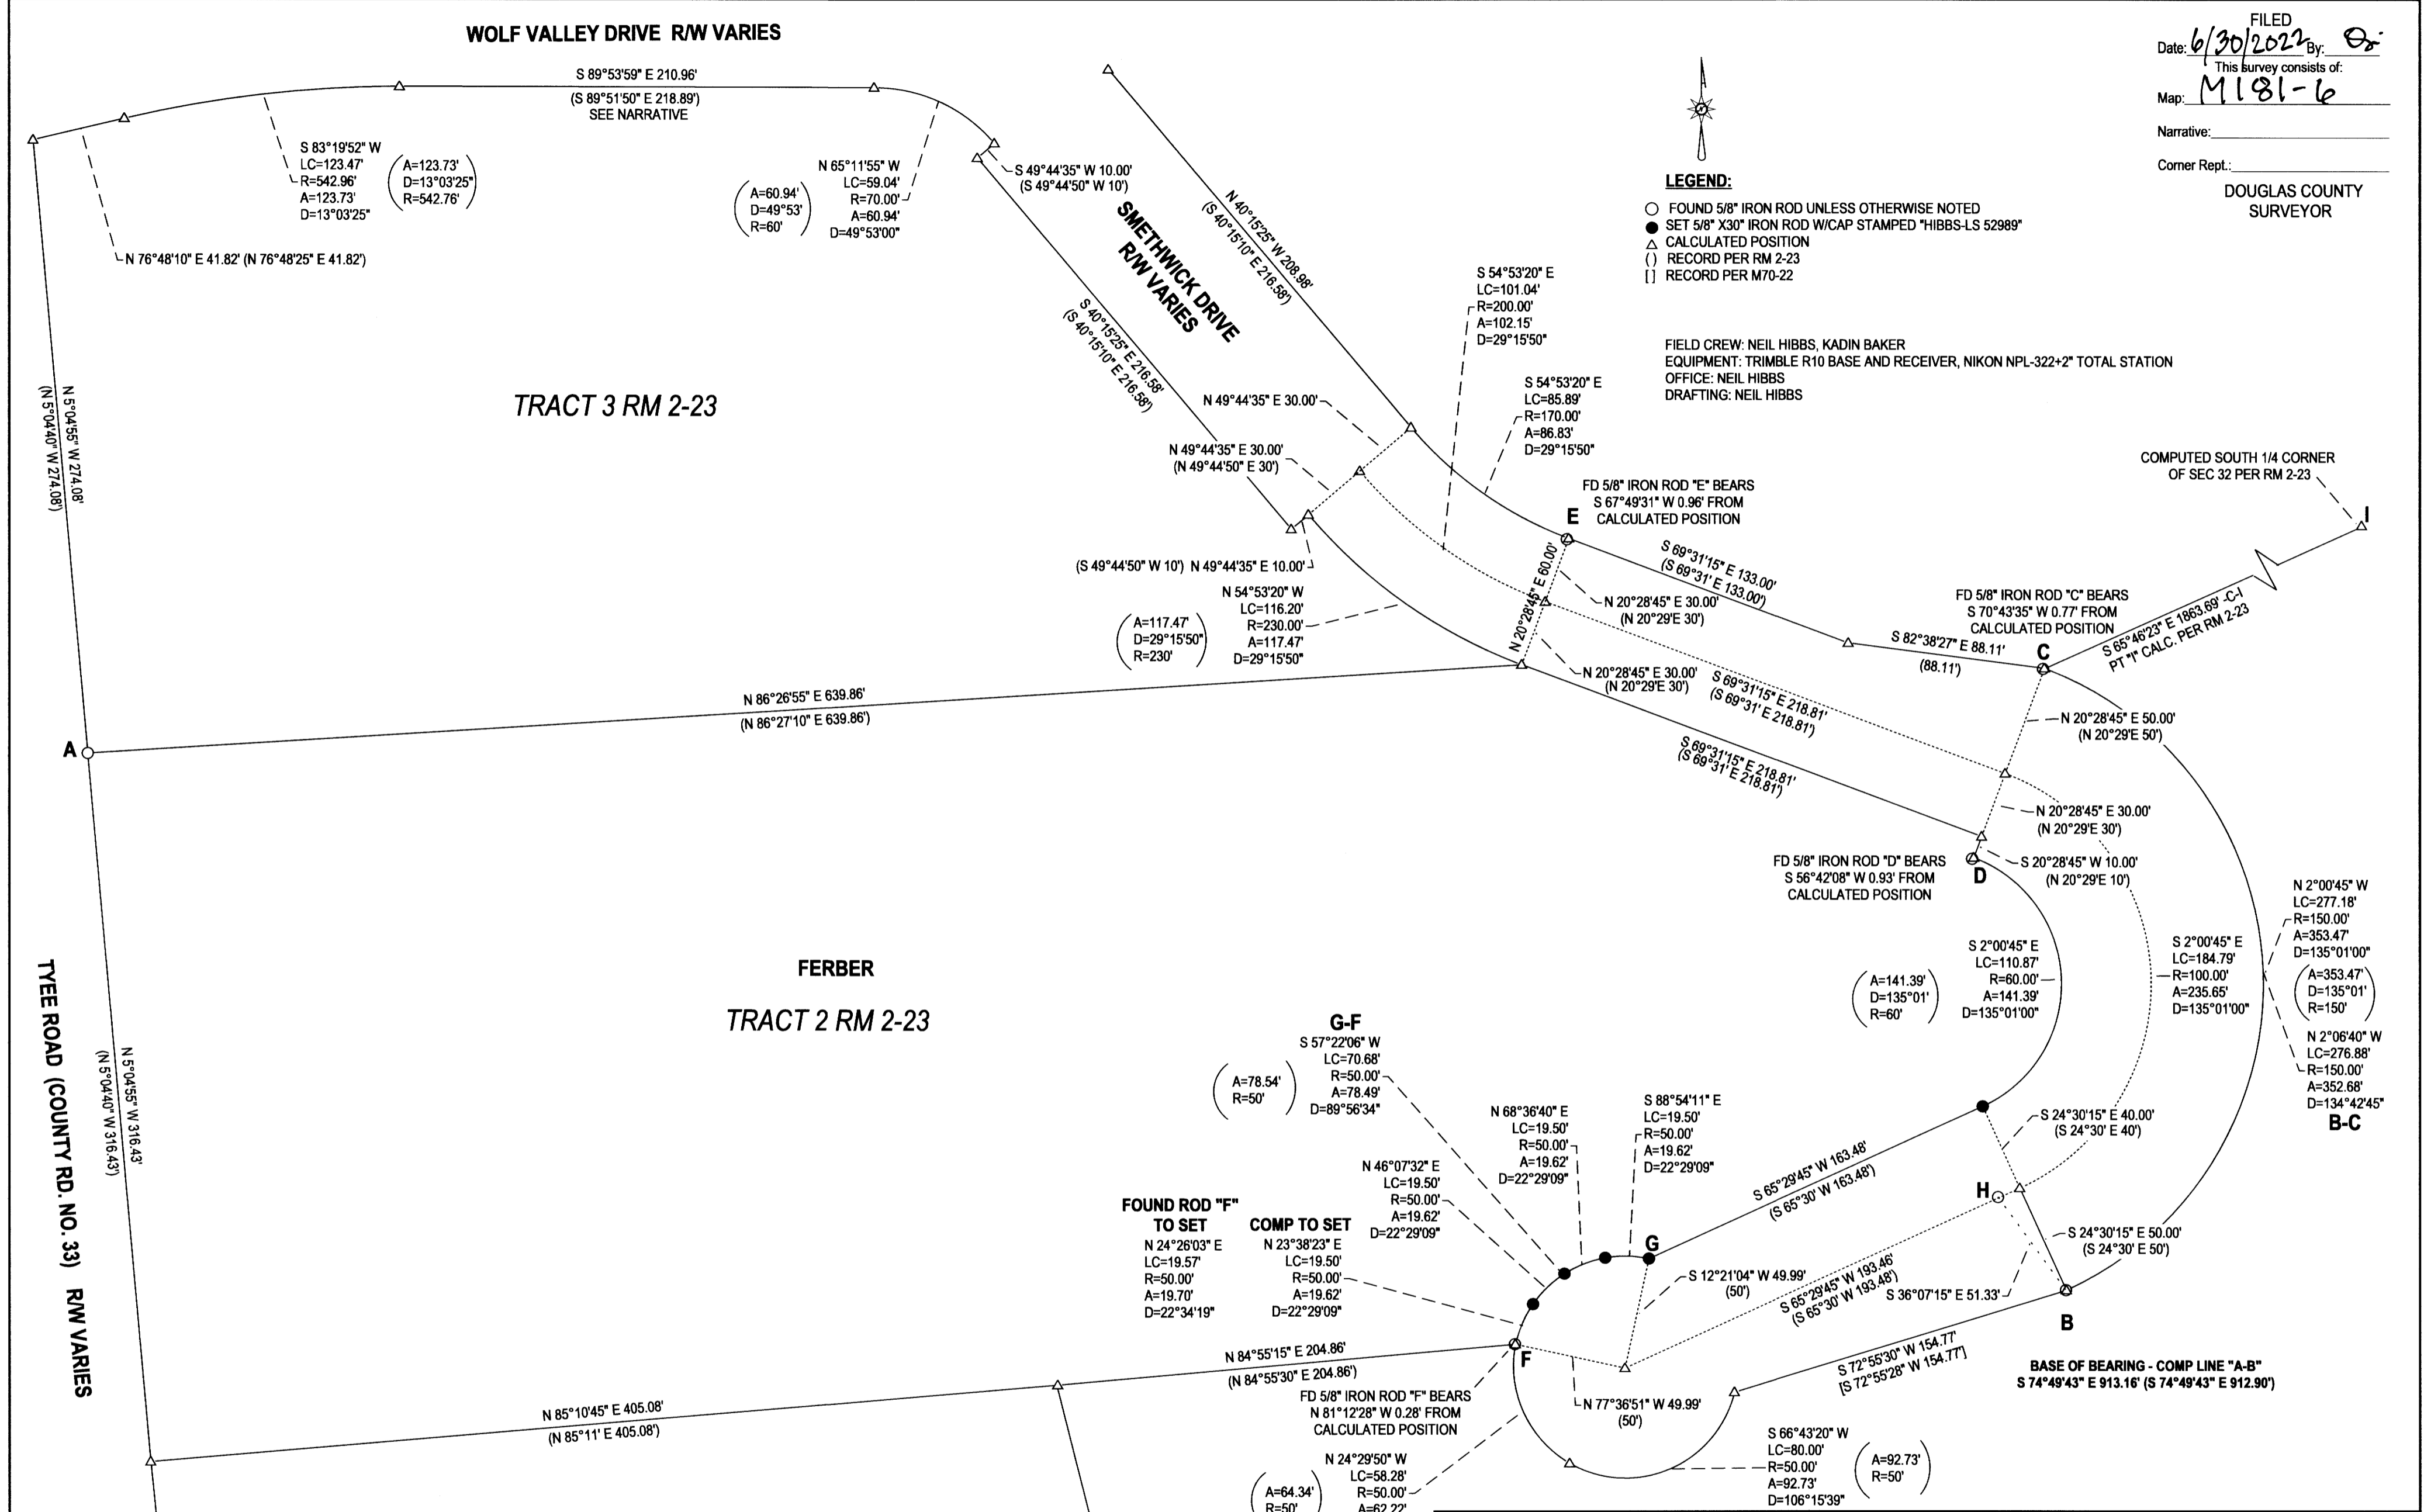 WOLF VALLEY DRIVE R/W VARIES
S 89°53'59" E 210.96'
(S 89°51'50" E 218.89')
SEE NARRATIVE
S 83°19'52" W
LC=123.47'
R=542.96'
A=123.73'
D=13°03'25"
(A=123.73'
D=13°03'25"
R=542.76')
N 76°48'10" E 41.82' (N 76°48'25" E 41.82')
(A=60.94'
D=49°53'
R=60')
N 65°11'55" W
LC=59.04'
R=70.00'
A=60.94'
D=49°53'00"
S 49°44'35" W 10.00'
(S 49°44'50" W 10')
SMETHWICK DRIVE
R/W VARIES
N 40°15'25" W 208.98'
(S 40°15'10" E 216.58')
S 40°15'25" E 216.58'
(S 40°15'10" E 216.58')
FILED
Date: 6/30/2022 By:
This survey consists of:
Map: M181-6
Narrative:
Corner Rept.:
DOUGLAS COUNTY
SURVEYOR
LEGEND:
FOUND 5/8" IRON ROD UNLESS OTHERWISE NOTED
SET 5/8" X30" IRON ROD W/CAP STAMPED "HIBBS-LS 52989"
CALCULATED POSITION
( ) RECORD PER RM 2-23
[ ] RECORD PER M70-22
FIELD CREW: NEIL HIBBS, KADIN BAKER
EQUIPMENT: TRIMBLE R10 BASE AND RECEIVER, NIKON NPL-322+2" TOTAL STATION
OFFICE: NEIL HIBBS
DRAFTING: NEIL HIBBS
S 54°53'20" E
LC=101.04'
R=200.00'
A=102.15'
D=29°15'50"
S 54°53'20" E
LC=85.89'
R=170.00'
A=86.83'
D=29°15'50"
N 49°44'35" E 30.00'
N 49°44'35" E 30.00'
(N 49°44'50" E 30')
(S 49°44'50" W 10') N 49°44'35" E 10.00'
TRACT 3 RM 2-23
N 5°04'55" W 274.08'
(N 5°04'40" W 274.08')
FD 5/8" IRON ROD "E" BEARS
S 67°49'31" W 0.96' FROM
CALCULATED POSITION
E
COMPUTED SOUTH 1/4 CORNER
OF SEC 32 PER RM 2-23
I
S 65°46'23" E 1863.69' -C-I
PT "I" CALC. PER RM 2-23
FD 5/8" IRON ROD "C" BEARS
S 70°43'35" W 0.77' FROM
CALCULATED POSITION
C
S 69°31'15" E 133.00'
(S 69°31' E 133.00')
S 82°38'27" E 88.11'
(88.11')
N 20°28'45" E 60.00'
N 20°28'45" E 30.00'
(N 20°29'E 30')
N 20°28'45" E 30.00'
(N 20°29'E 30')
N 54°53'20" W
LC=116.20'
R=230.00'
A=117.47'
D=29°15'50"
(A=117.47'
D=29°15'50"
R=230')
S 69°31'15" E 218.81'
(S 69°31' E 218.81')
S 69°31'15" E 218.81'
(S 69°31' E 218.81')
N 86°26'55" E 639.86'
(N 86°27'10" E 639.86')
A
N 20°28'45" E 50.00'
(N 20°29'E 50')
N 20°28'45" E 30.00'
(N 20°29'E 30')
S 20°28'45" W 10.00'
(N 20°29'E 10')
FD 5/8" IRON ROD "D" BEARS
S 56°42'08" W 0.93' FROM
CALCULATED POSITION
D
(A=141.39'
D=135°01'
R=60')
S 2°00'45" E
LC=110.87'
R=60.00'
A=141.39'
D=135°01'00"
S 2°00'45" E
LC=184.79'
R=100.00'
A=235.65'
D=135°01'00"
N 2°00'45" W
LC=277.18'
R=150.00'
A=353.47'
D=135°01'00"
(A=353.47'
D=135°01'
R=150')
N 2°06'40" W
LC=276.88'
R=150.00'
A=352.68'
D=134°42'45"
B-C
FERBER
TRACT 2 RM 2-23
TYEE ROAD (COUNTY RD. NO. 33) R/W VARIES
N 5°04'55" W 316.43'
(N 5°04'40" W 316.43')
G-F
S 57°22'06" W
LC=70.68'
R=50.00'
A=78.49'
D=89°56'34"
(A=78.54'
R=50')
N 68°36'40" E
LC=19.50'
R=50.00'
A=19.62'
D=22°29'09"
S 88°54'11" E
LC=19.50'
R=50.00'
A=19.62'
D=22°29'09"
N 46°07'32" E
LC=19.50'
R=50.00'
A=19.62'
D=22°29'09"
FOUND ROD "F"
TO SET
N 24°26'03" E
LC=19.57'
R=50.00'
A=19.70'
D=22°34'19"
COMP TO SET
N 23°38'23" E
LC=19.50'
R=50.00'
A=19.62'
D=22°29'09"
S 65°29'45" W 163.48'
(S 65°30' W 163.48')
S 24°30'15" E 40.00'
(S 24°30' E 40')
H
G
S 24°30'15" E 50.00'
(S 24°30' E 50')
S 12°21'04" W 49.99'
(50')
S 65°29'45" W 193.46'
(S 65°30' W 193.48')
S 36°07'15" E 51.33'
B
S 72°55'30" W 154.77'
[S 72°55'28" W 154.77']
BASE OF BEARING - COMP LINE "A-B"
S 74°49'43" E 913.16' (S 74°49'43" E 912.90')
F
N 84°55'15" E 204.86'
(N 84°55'30" E 204.86')
FD 5/8" IRON ROD "F" BEARS
N 81°12'28" W 0.28' FROM
CALCULATED POSITION
N 77°36'51" W 49.99'
(50')
N 85°10'45" E 405.08'
(N 85°11' E 405.08')
S 66°43'20" W
LC=80.00'
R=50.00'
A=92.73'
D=106°15'39"
(A=92.73'
R=50')
N 24°29'50" W
LC=58.28'
R=50.00'
A=62.22'
(A=64.34'
R=50'